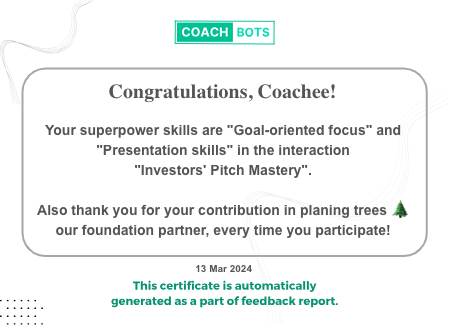 COACH BOTS
Congratulations, Coachee!
Your superpower skills are "Goal-oriented focus" and
"Presentation skills" in the interaction
"Investors' Pitch Mastery".
Also thank you for your contribution in planing trees 🌲
our foundation partner, every time you participate!
13 Mar 2024
This certificate is automatically
generated as a part of feedback report.